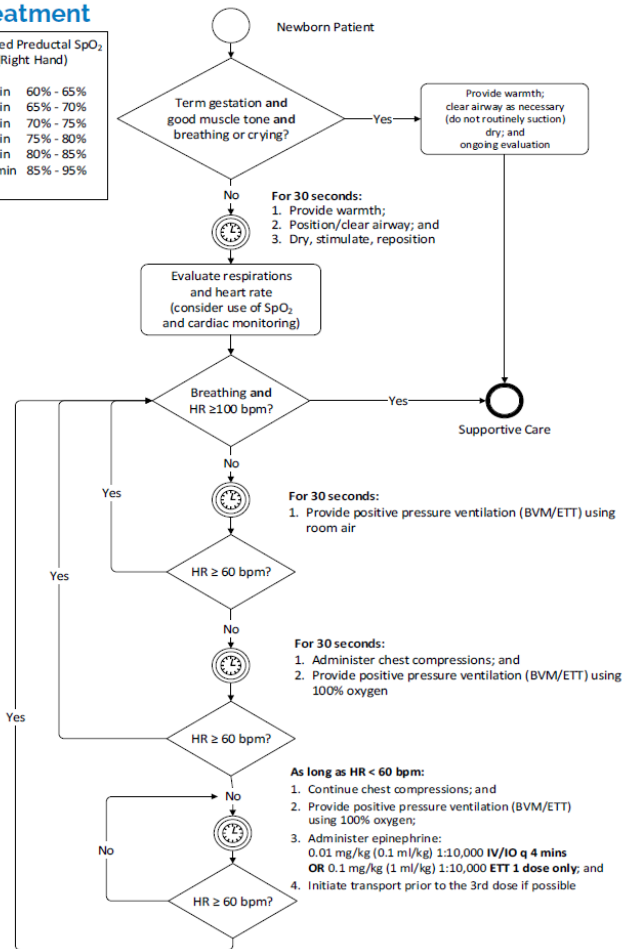 eatment
ed Preductal SpO₂
Right Hand)
in 60% - 65%
in 65% - 70%
in 70% - 75%
in 75% - 80%
in 80% - 85%
min 85% - 95%
Newborn Patient
Term gestation and
good muscle tone and
breathing or crying?
Yes
Provide warmth;
clear airway as necessary
(do not routinely suction)
dry; and
ongoing evaluation
No
For 30 seconds:
1. Provide warmth;
2. Position/clear airway; and
3. Dry, stimulate, reposition
Evaluate respirations
and heart rate
(consider use of SpO₂
and cardiac monitoring)
Breathing and
HR ≥100 bpm?
Yes
Supportive Care
No
Yes
For 30 seconds:
1. Provide positive pressure ventilation (BVM/ETT) using
room air
HR ≥ 60 bpm?
Yes
No
For 30 seconds:
1. Administer chest compressions; and
2. Provide positive pressure ventilation (BVM/ETT) using
100% oxygen
Yes
HR ≥ 60 bpm?
No
As long as HR < 60 bpm:
1. Continue chest compressions; and
2. Provide positive pressure ventilation (BVM/ETT)
using 100% oxygen;
3. Administer epinephrine:
0.01 mg/kg (0.1 ml/kg) 1:10,000 IV/IO q 4 mins
OR 0.1 mg/kg (1 ml/kg) 1:10,000 ETT 1 dose only; and
4. Initiate transport prior to the 3rd dose if possible
No
HR ≥ 60 bpm?